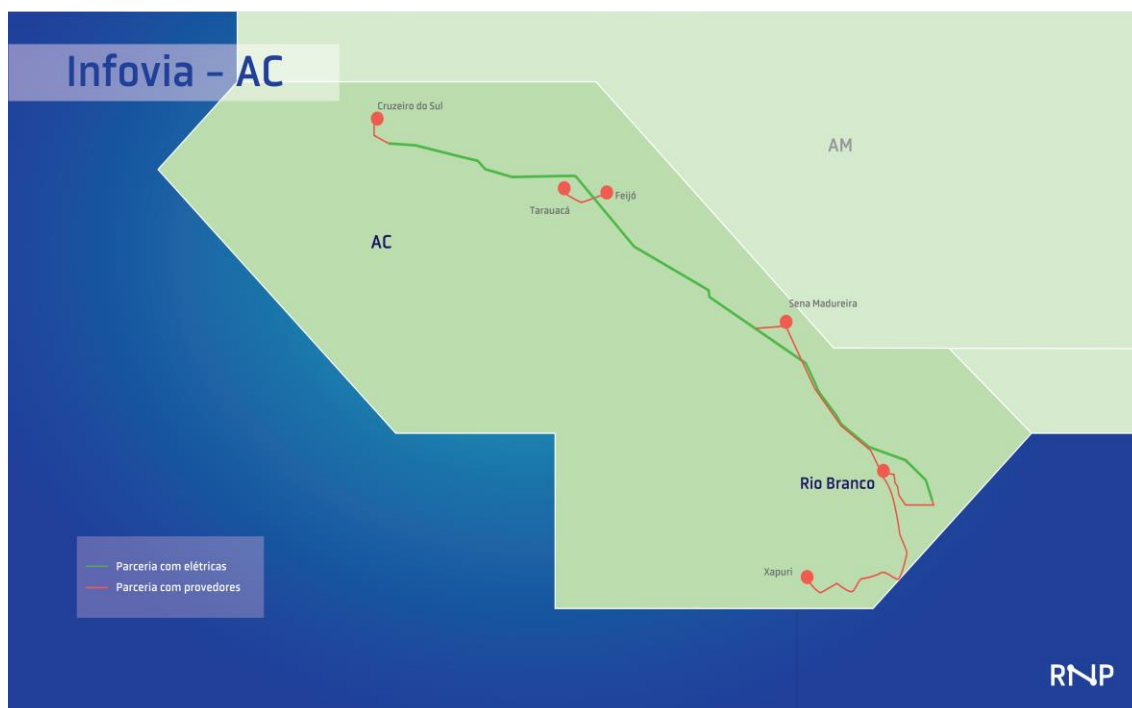 Infovia – AC
Cruzeiro do Sul
AM
Tarauacá
Feijó
AC
Sena Madureira
Rio Branco
Parceria com elétricas
Parceria com provedores
Xapuri
RNP